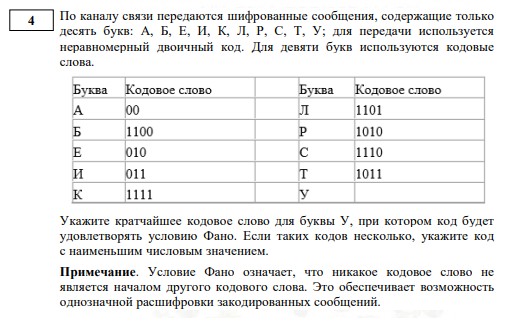 4
По каналу связи передаются шифрованные сообщения, содержащие только
десять букв: А, Б, Е, И, К, Л, Р, С, Т, У; для передачи используется
неравномерный двоичный код. Для девяти букв используются кодовые
слова.
Буква Кодовое слово Буква Кодовое слово
А 00 Л 1101
Б 1100 Р 1010
Е 010 С 1110
И 011 Т 1011
К 1111 У
Укажите кратчайшее кодовое слово для буквы У, при котором код будет
удовлетворять условию Фано. Если таких кодов несколько, укажите код
с наименьшим числовым значением.
Примечание. Условие Фано означает, что никакое кодовое слово не
является началом другого кодового слова. Это обеспечивает возможность
однозначной расшифровки закодированных сообщений.